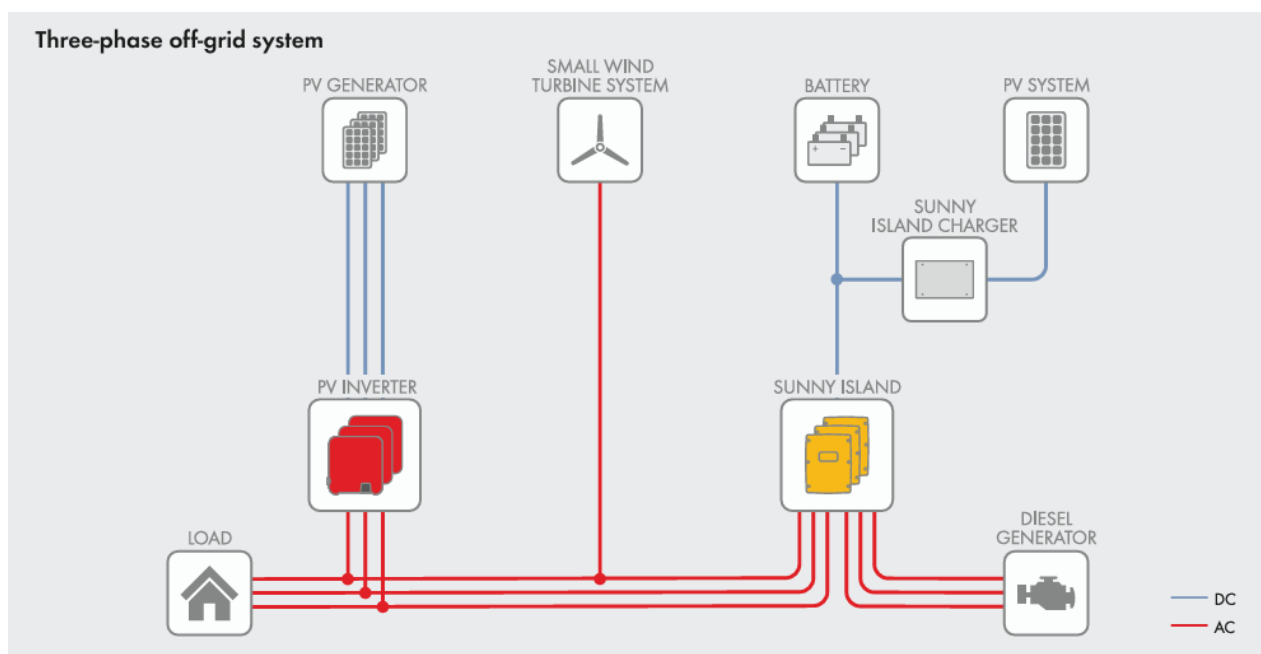 Three-phase off-grid system
PV GENERATOR
SMALL WIND
TURBINE SYSTEM
BATTERY
PV SYSTEM
SUNNY
ISLAND CHARGER
PV INVERTER
SUNNY ISLAND
LOAD
DIESEL
GENERATOR
DC
AC